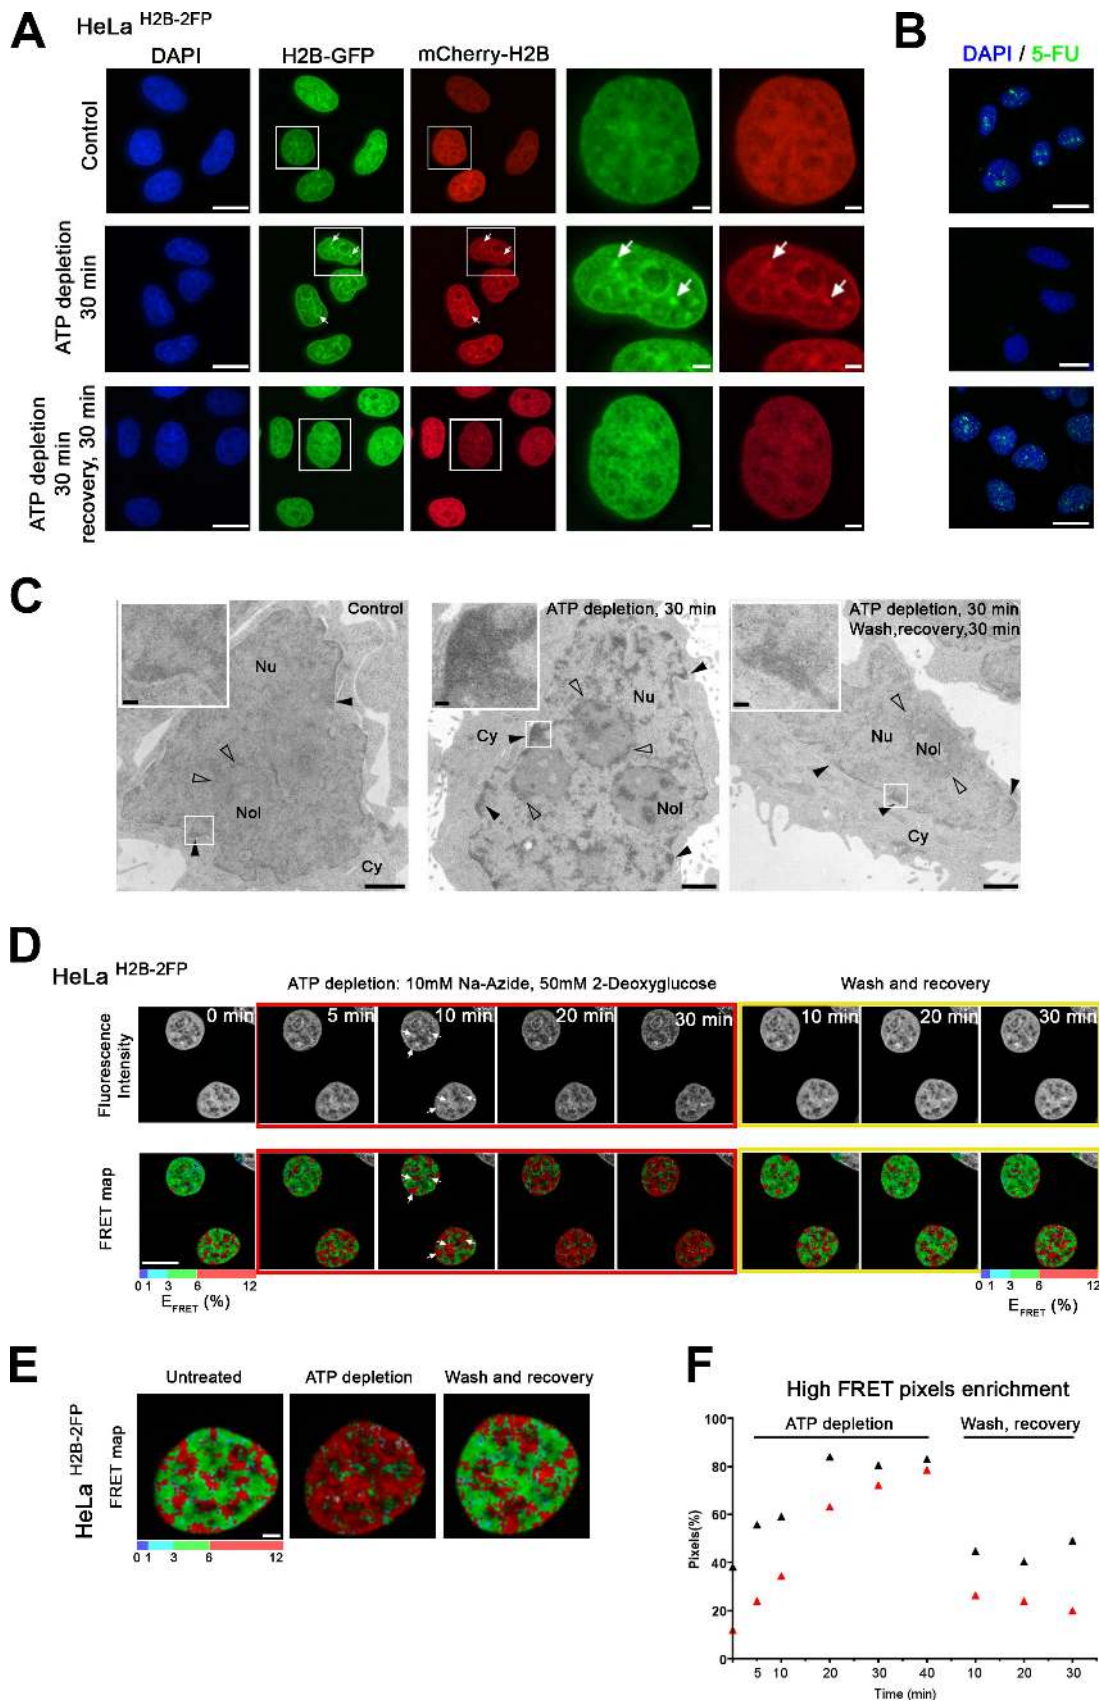 A
HeLa H2B-2FP
DAPI
H2B-GFP
mCherry-H2B
Control
ATP depletion
30 min
ATP depletion
30 min
recovery, 30 min
B
DAPI / 5-FU
C
Control
Nu
Nol
Cy
ATP depletion, 30 min
Nu
Cy
Nol
ATP depletion, 30 min
Wash,recovery,30 min
Nu
Nol
Cy
D
HeLa H2B-2FP
ATP depletion: 10mM Na-Azide, 50mM 2-Deoxyglucose
Wash and recovery
Fluorescence
Intensity
0 min
5 min
10 min
20 min
30 min
10 min
20 min
30 min
FRET map
0 1 3 6 12
EFRET (%)
0 1 3 6 12
EFRET (%)
E
Untreated
ATP depletion
Wash and recovery
HeLa H2B-2FP
FRET map
0 1 3 6 12
F
High FRET pixels enrichment
ATP depletion
Wash, recovery
Pixels(%)
100
80
60
40
20
0
5 10 20 30 40 10 20 30
Time (min)